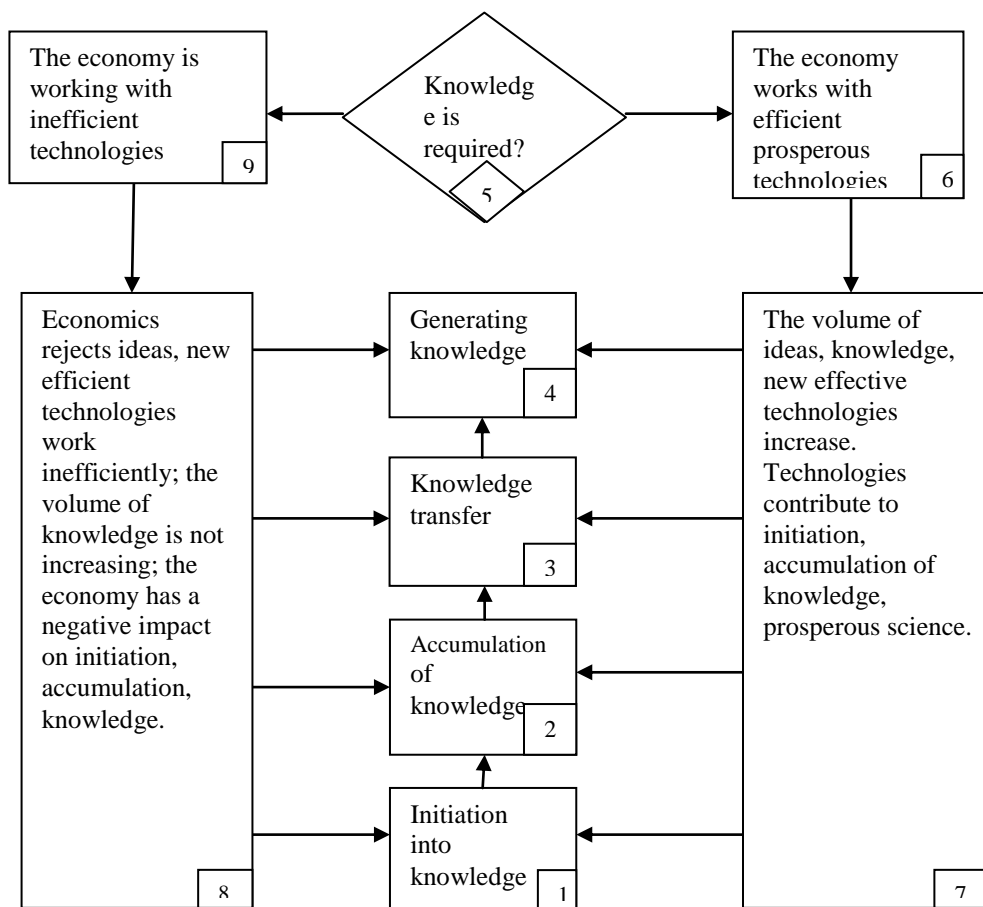 The economy is
working with
inefficient
technologies
9
Knowledg
e is
required?
5
The economy
works with
efficient
prosperous
technologies
6
Economics
rejects ideas, new
efficient
technologies
work
inefficiently; the
volume of
knowledge is not
increasing; the
economy has a
negative impact
on initiation,
accumulation,
knowledge.
8
Generating
knowledge
4
Knowledge
transfer
3
Accumulation
of
knowledge
2
Initiation
into
knowledge
1
The volume of
ideas, knowledge,
new effective
technologies
increase.
Technologies
contribute to
initiation,
accumulation of
knowledge,
prosperous science.
7